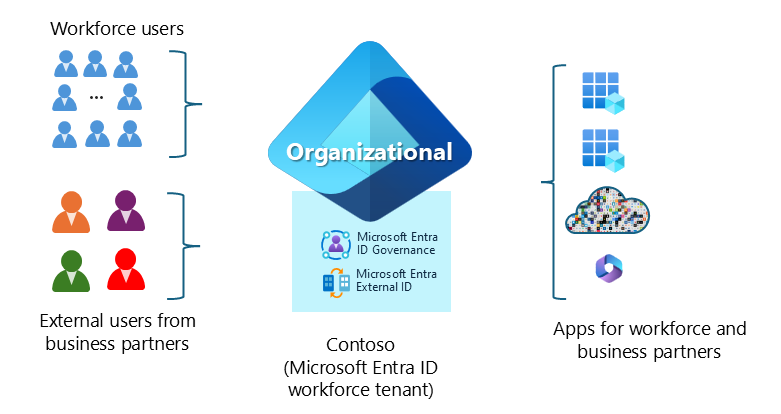 Workforce users
...
External users from
business partners
Organizational
Microsoft Entra
ID Governance
Microsoft Entra
External ID
Contoso
(Microsoft Entra ID
workforce tenant)
Apps for workforce and
business partners